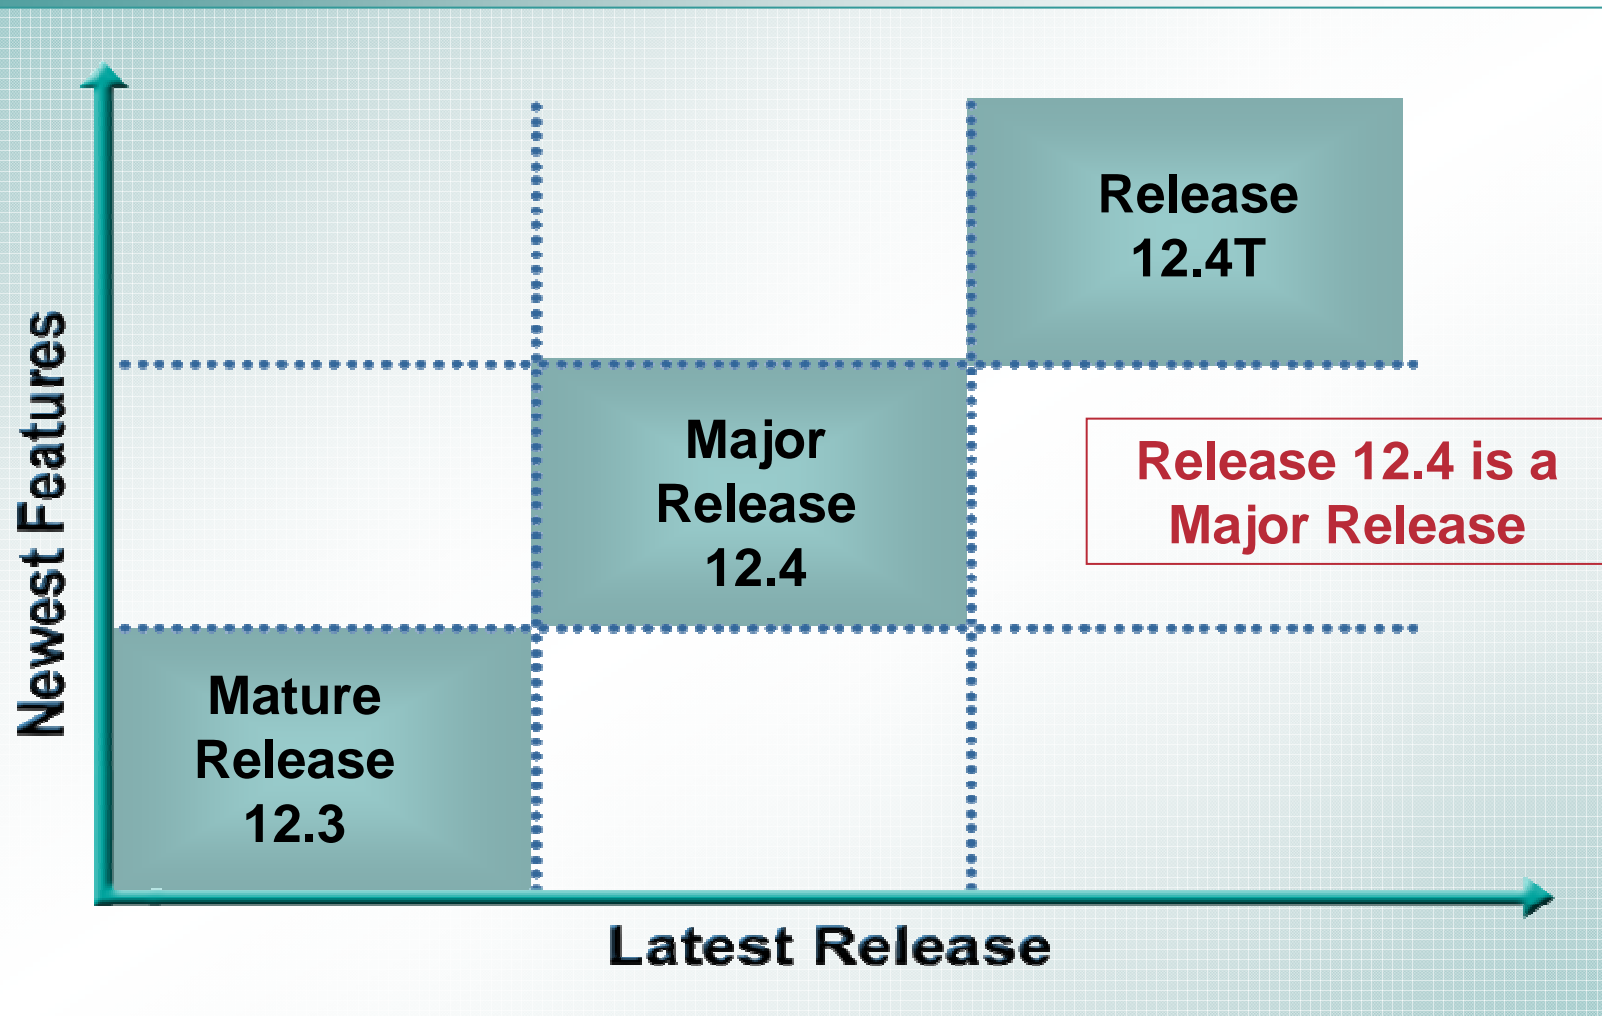 Release
12.4T
Newest Features
Major
Release
12.4
Release 12.4 is a
Major Release
Mature
Release
12.3
Latest Release